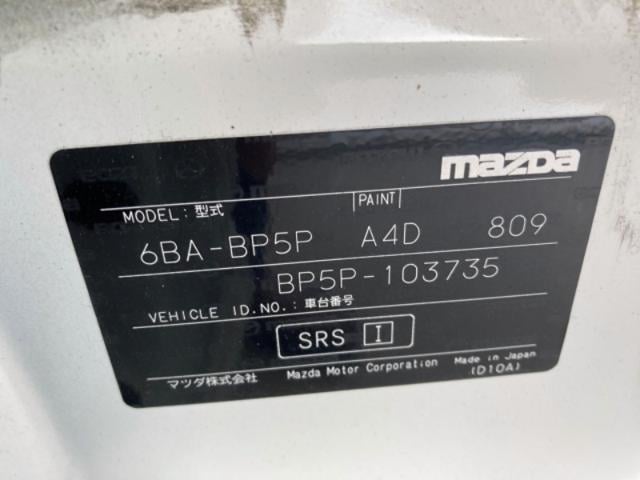 mazda
MODEL:型式 PAINT
6BA-BP5P A4D 809
BP5P-103735
VEHICLE ID.NO.:車台番号
SRS I
マツダ株式会社 Mazda Motor Corporation Made in Japan
(D10A)